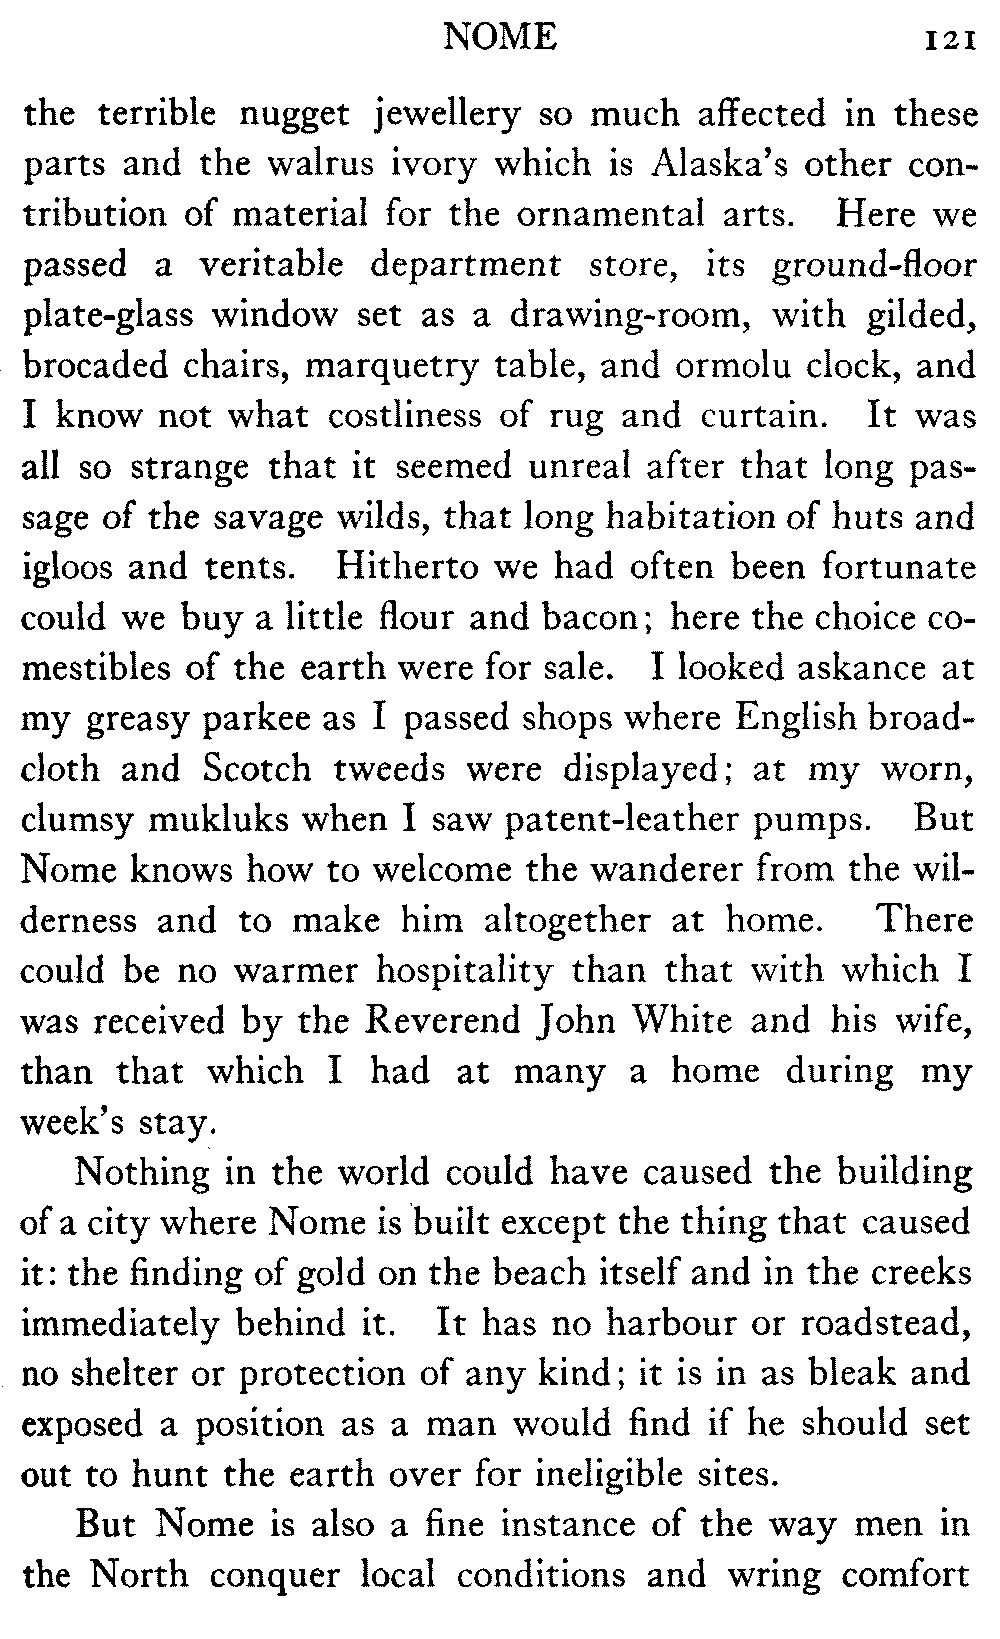 NOME 121
the terrible nugget jewellery so much affected in these
parts and the walrus ivory which is Alaska's other con-
tribution of material for the ornamental arts. Here we
passed a veritable department store, its ground-floor
plate-glass window set as a drawing-room, with gilded,
brocaded chairs, marquetry table, and ormolu clock, and
I know not what costliness of rug and curtain. It was
all so strange that it seemed unreal after that long pas-
sage of the savage wilds, that long habitation of huts and
igloos and tents. Hitherto we had often been fortunate
could we buy a little flour and bacon; here the choice co-
mestibles of the earth were for sale. I looked askance at
my greasy parkee as I passed shops where English broad-
cloth and Scotch tweeds were displayed; at my worn,
clumsy mukluks when I saw patent-leather pumps. But
Nome knows how to welcome the wanderer from the wil-
derness and to make him altogether at home. There
could be no warmer hospitality than that with which I
was received by the Reverend John White and his wife,
than that which I had at many a home during my
week's stay.
Nothing in the world could have caused the building
of a city where Nome is built except the thing that caused
it: the finding of gold on the beach itself and in the creeks
immediately behind it. It has no harbour or roadstead,
no shelter or protection of any kind; it is in as bleak and
exposed a position as a man would find if he should set
out to hunt the earth over for ineligible sites.
But Nome is also a fine instance of the way men in
the North conquer local conditions and wring comfort